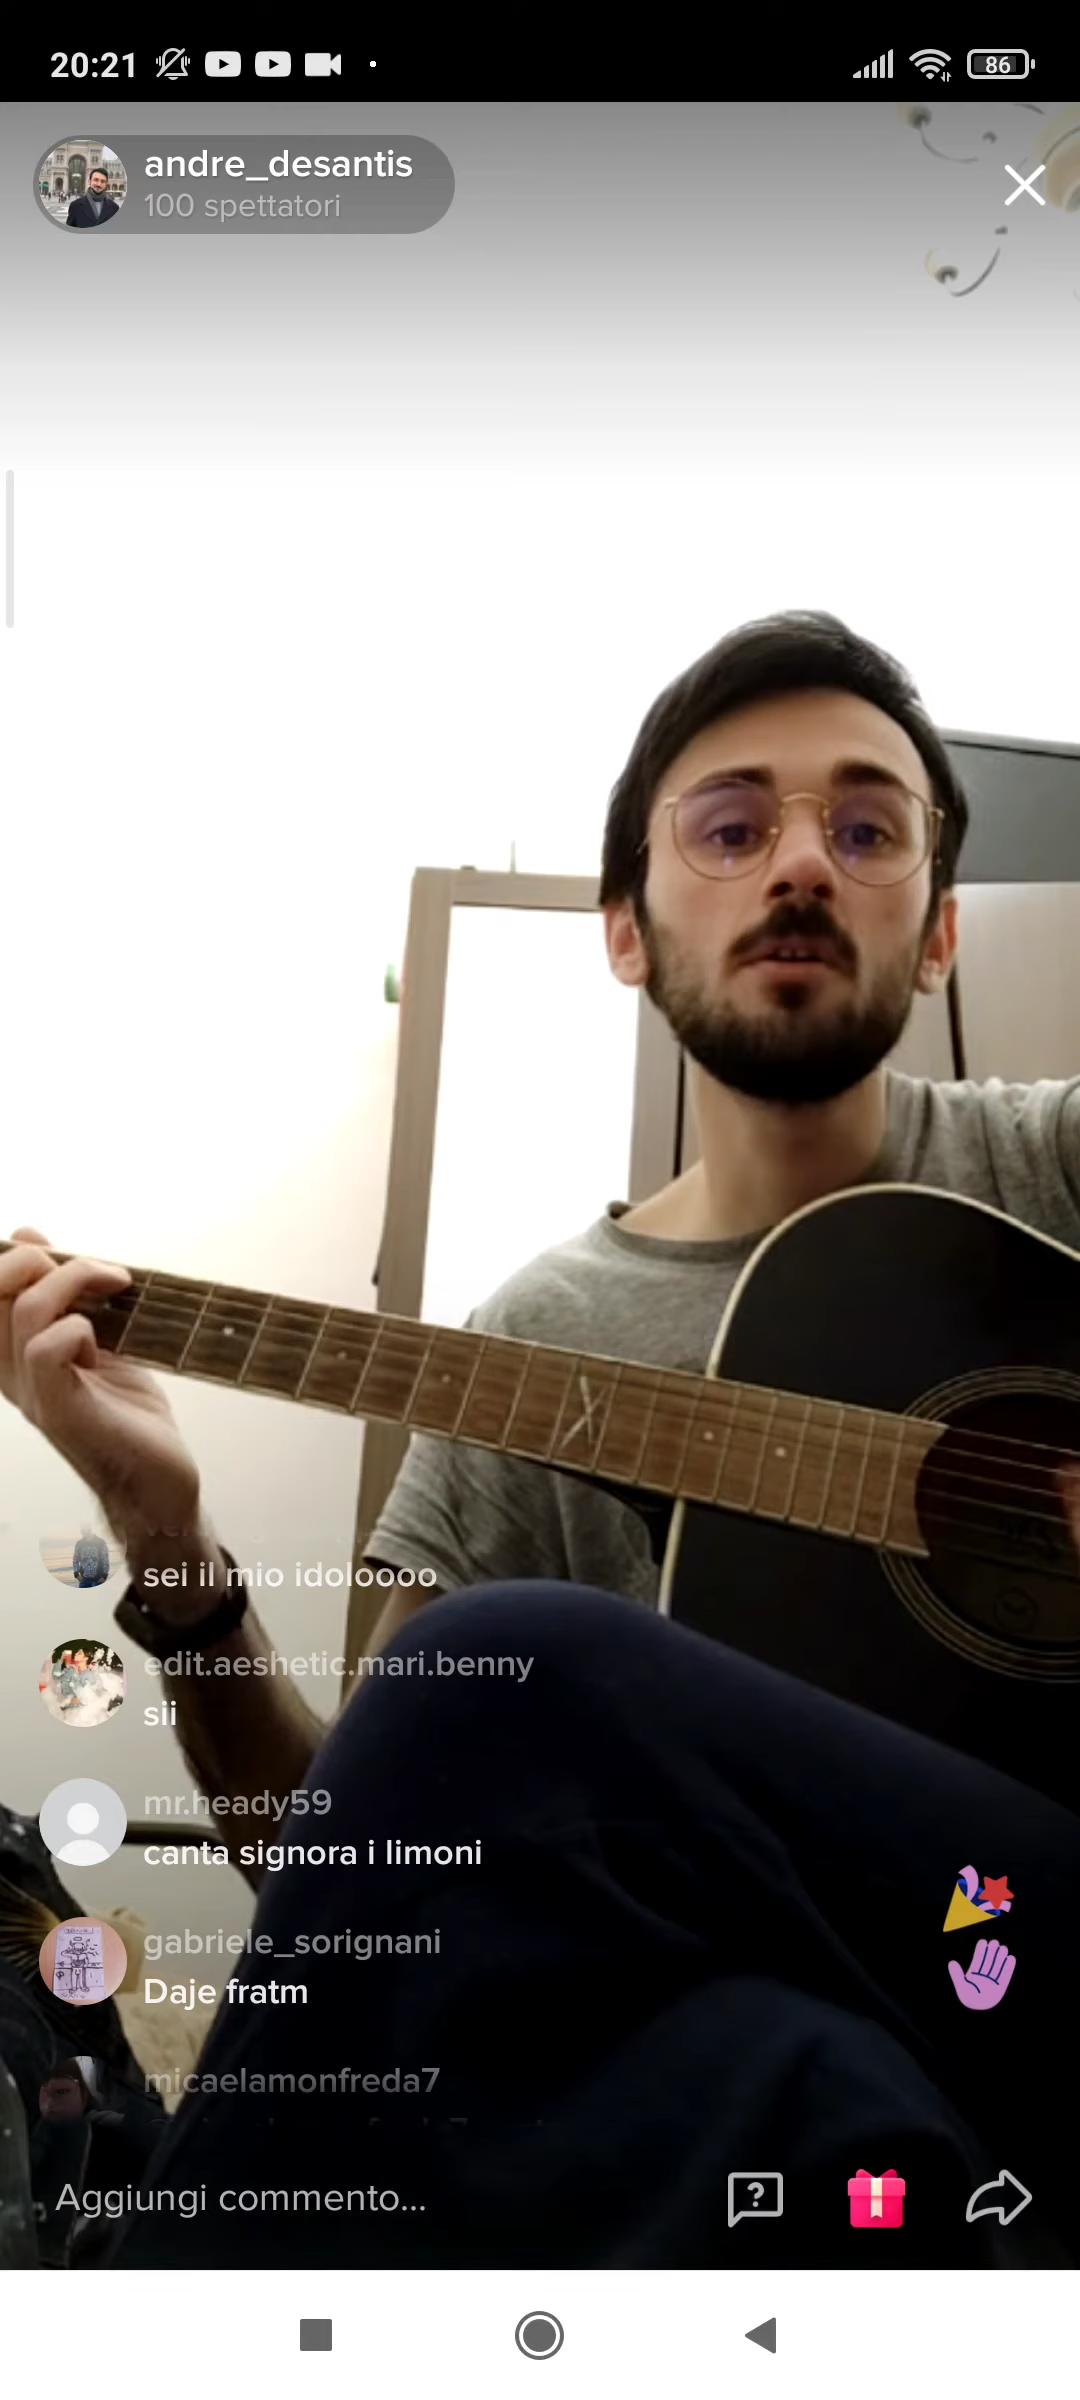 20:21
86
andre_desantis
100 spettatori
sei il mio idoloooo
edit.aeshetic.mari.benny
sii
mr.heady59
canta signora i limoni
gabriele_sorignani
Daje fratm
micaelamonfreda7
Aggiungi commento...